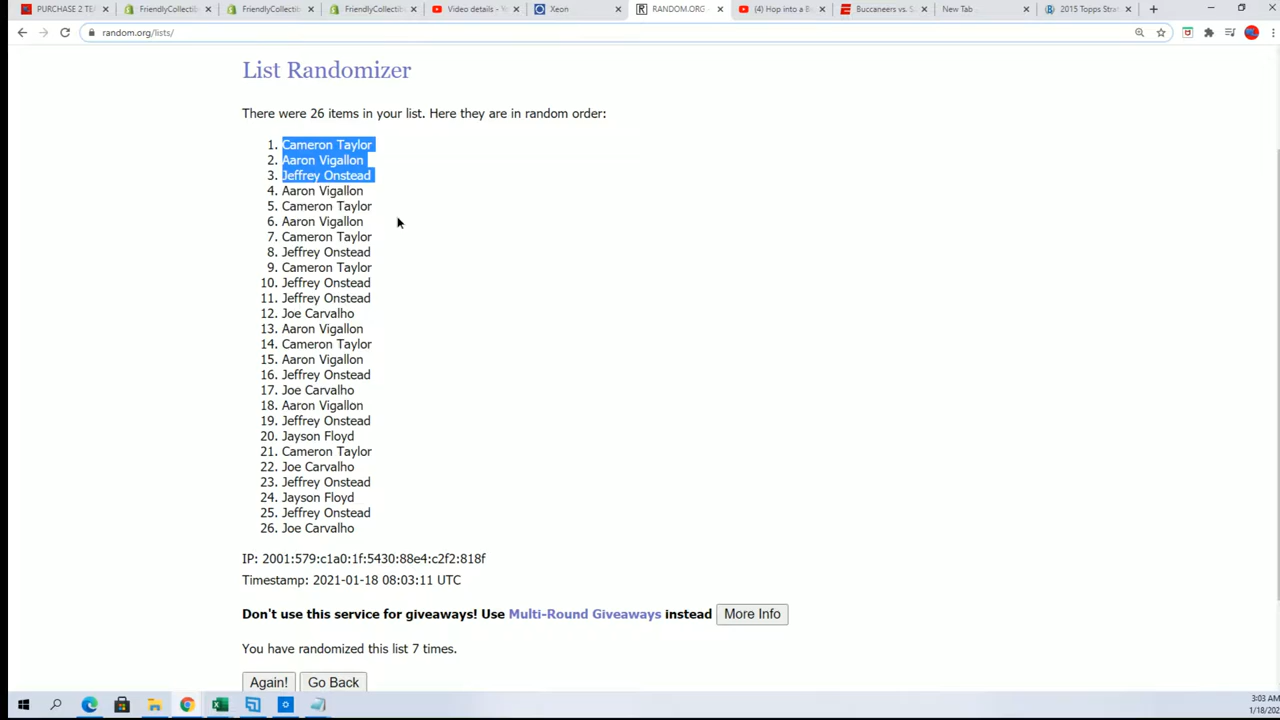 PURCHASE 2 TE
FriendlyCollectib
FriendlyCollectib
FriendlyCollectib
Video details - 
Xeon
RANDOM.ORG
(4) Hop into a B
Buccaneers vs. S
New Tab
2015 Topps Stra
random.org/lists/
List Randomizer
There were 26 items in your list. Here they are in random order:
1. Cameron Taylor
2. Aaron Vigallon
3. Jeffrey Onstead
4. Aaron Vigallon
5. Cameron Taylor
6. Aaron Vigallon
7. Cameron Taylor
8. Jeffrey Onstead
9. Cameron Taylor
10. Jeffrey Onstead
11. Jeffrey Onstead
12. Joe Carvalho
13. Aaron Vigallon
14. Cameron Taylor
15. Aaron Vigallon
16. Jeffrey Onstead
17. Joe Carvalho
18. Aaron Vigallon
19. Jeffrey Onstead
20. Jayson Floyd
21. Cameron Taylor
22. Joe Carvalho
23. Jeffrey Onstead
24. Jayson Floyd
25. Jeffrey Onstead
26. Joe Carvalho
IP: 2001:579:c1a0:1f:5430:88e4:c2f2:818f
Timestamp: 2021-01-18 08:03:11 UTC
Don't use this service for giveaways! Use Multi-Round Giveaways instead More Info
You have randomized this list 7 times.
Again! Go Back
3:03 AM
1/18/202